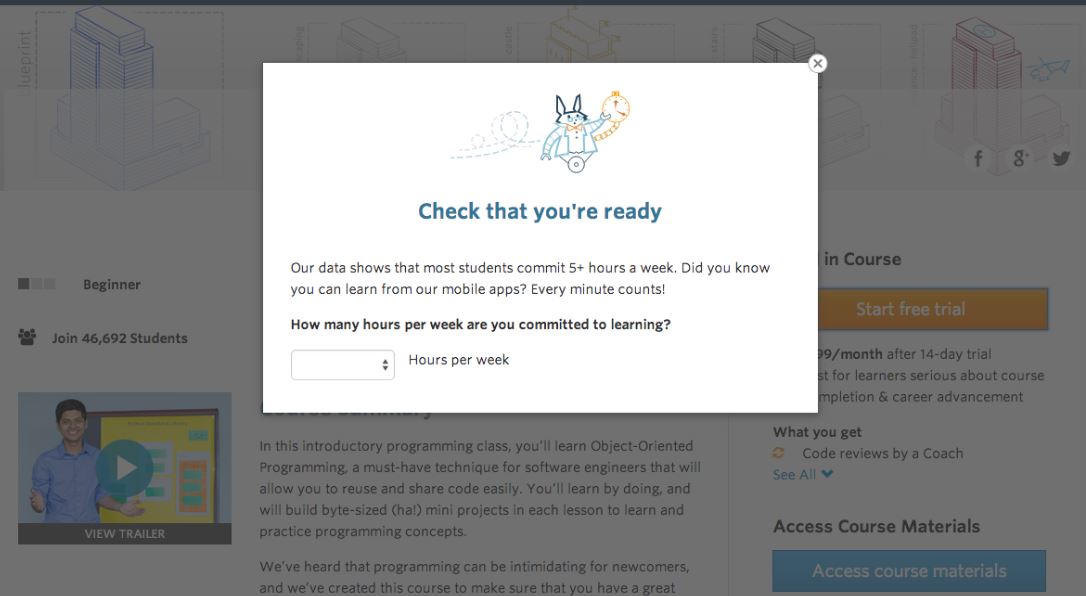 blueprint
castle
stairs
Check that you're ready
Our data shows that most students commit 5+ hours a week. Did you know
you can learn from our mobile apps? Every minute counts!
How many hours per week are you committed to learning?
Hours per week
Beginner
Join 46,692 Students
VIEW TRAILER
Course Summary
In this introductory programming class, you'll learn Object-Oriented
Programming, a must-have technique for software engineers that will
allow you to reuse and share code easily. You'll learn by doing, and
will build byte-sized (ha!) mini projects in each lesson to learn and
practice programming concepts.
We've heard that programming can be intimidating for newcomers,
and we've created this course to make sure that you have a great
in Course
Start free trial
99/month after 14-day trial
st for learners serious about course
mpletion & career advancement
What you get
Code reviews by a Coach
See All
Access Course Materials
Access course materials